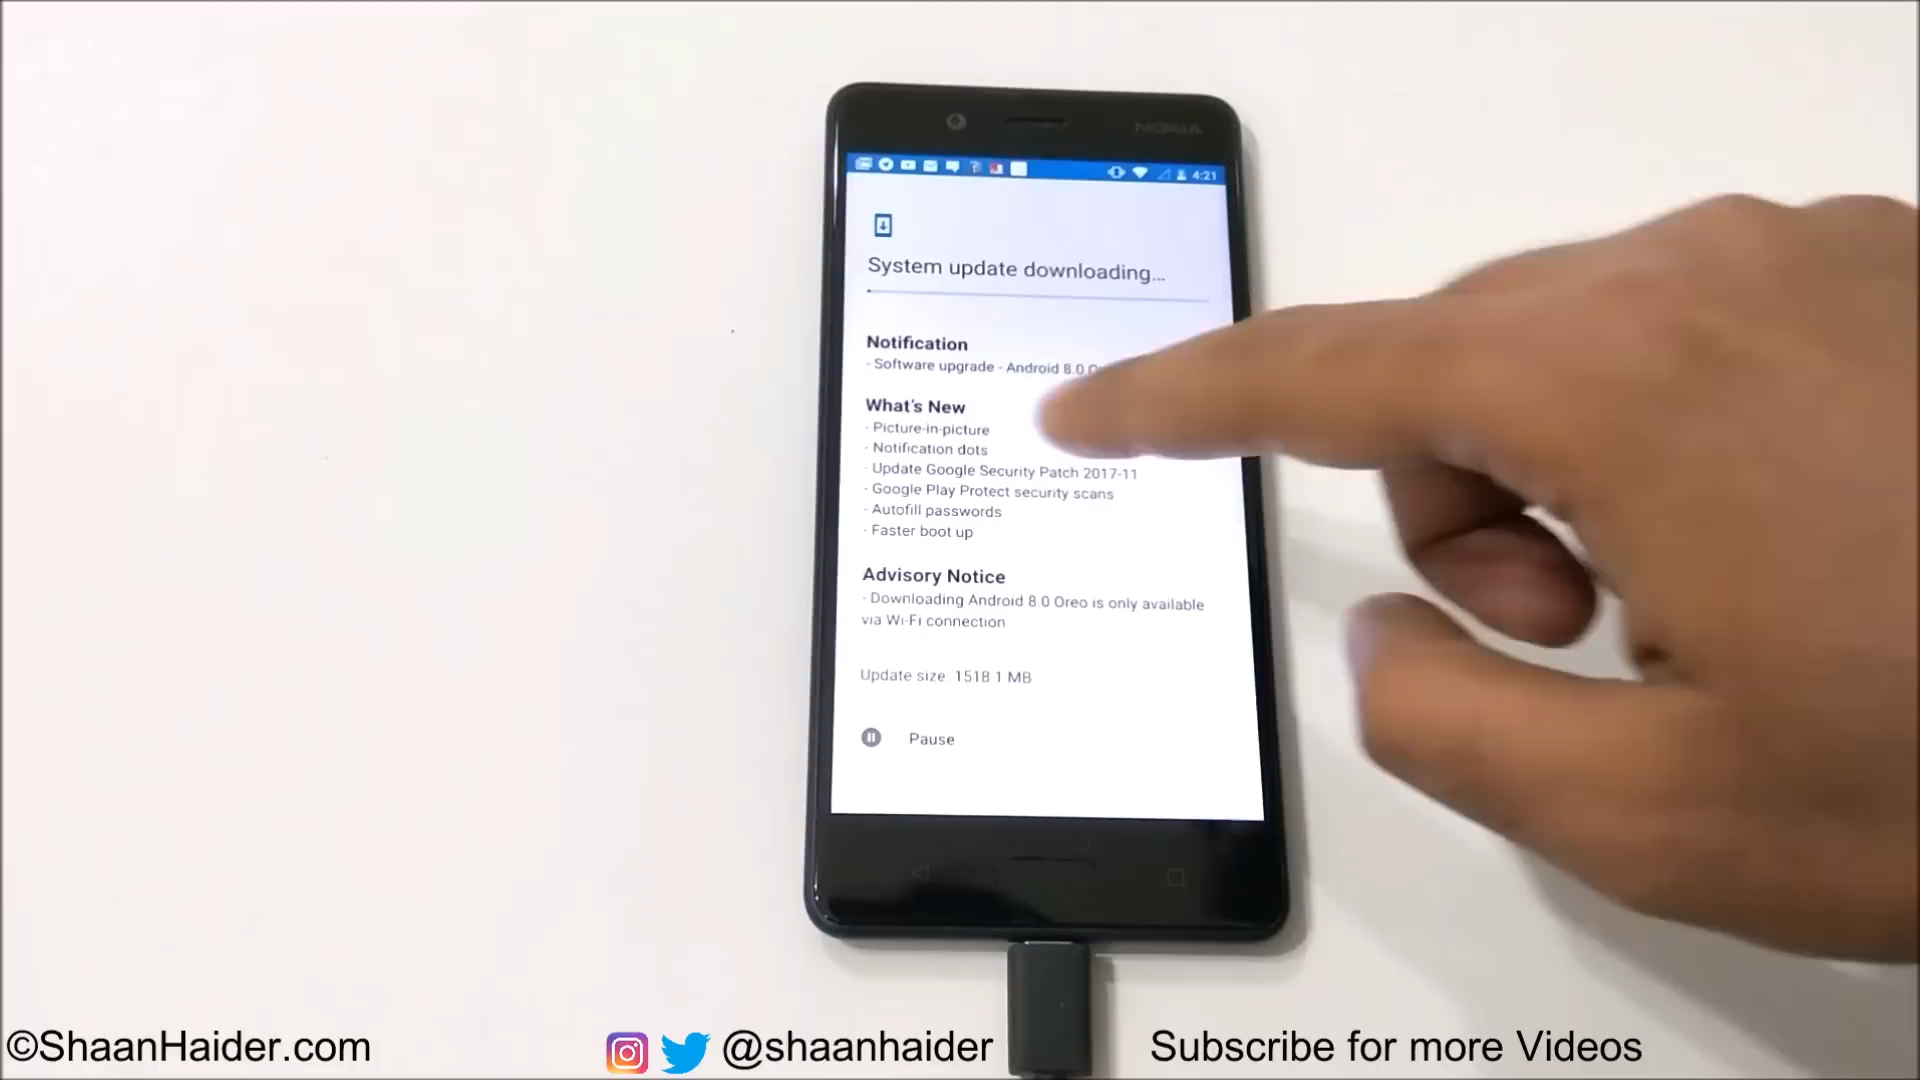 NOKIA
4:21
System update downloading...
Notification
- Software upgrade - Android 8.0
What's New
- Picture-in-picture
- Notification dots
- Update Google Security Patch 2017-11
- Google Play Protect security scans
- Autofill passwords
- Faster boot up
Advisory Notice
- Downloading Android 8.0 Oreo is only available
via Wi-Fi connection
Update size: 1518.1 MB
Pause
©ShaanHaider.com
@shaanhaider
Subscribe for more Videos